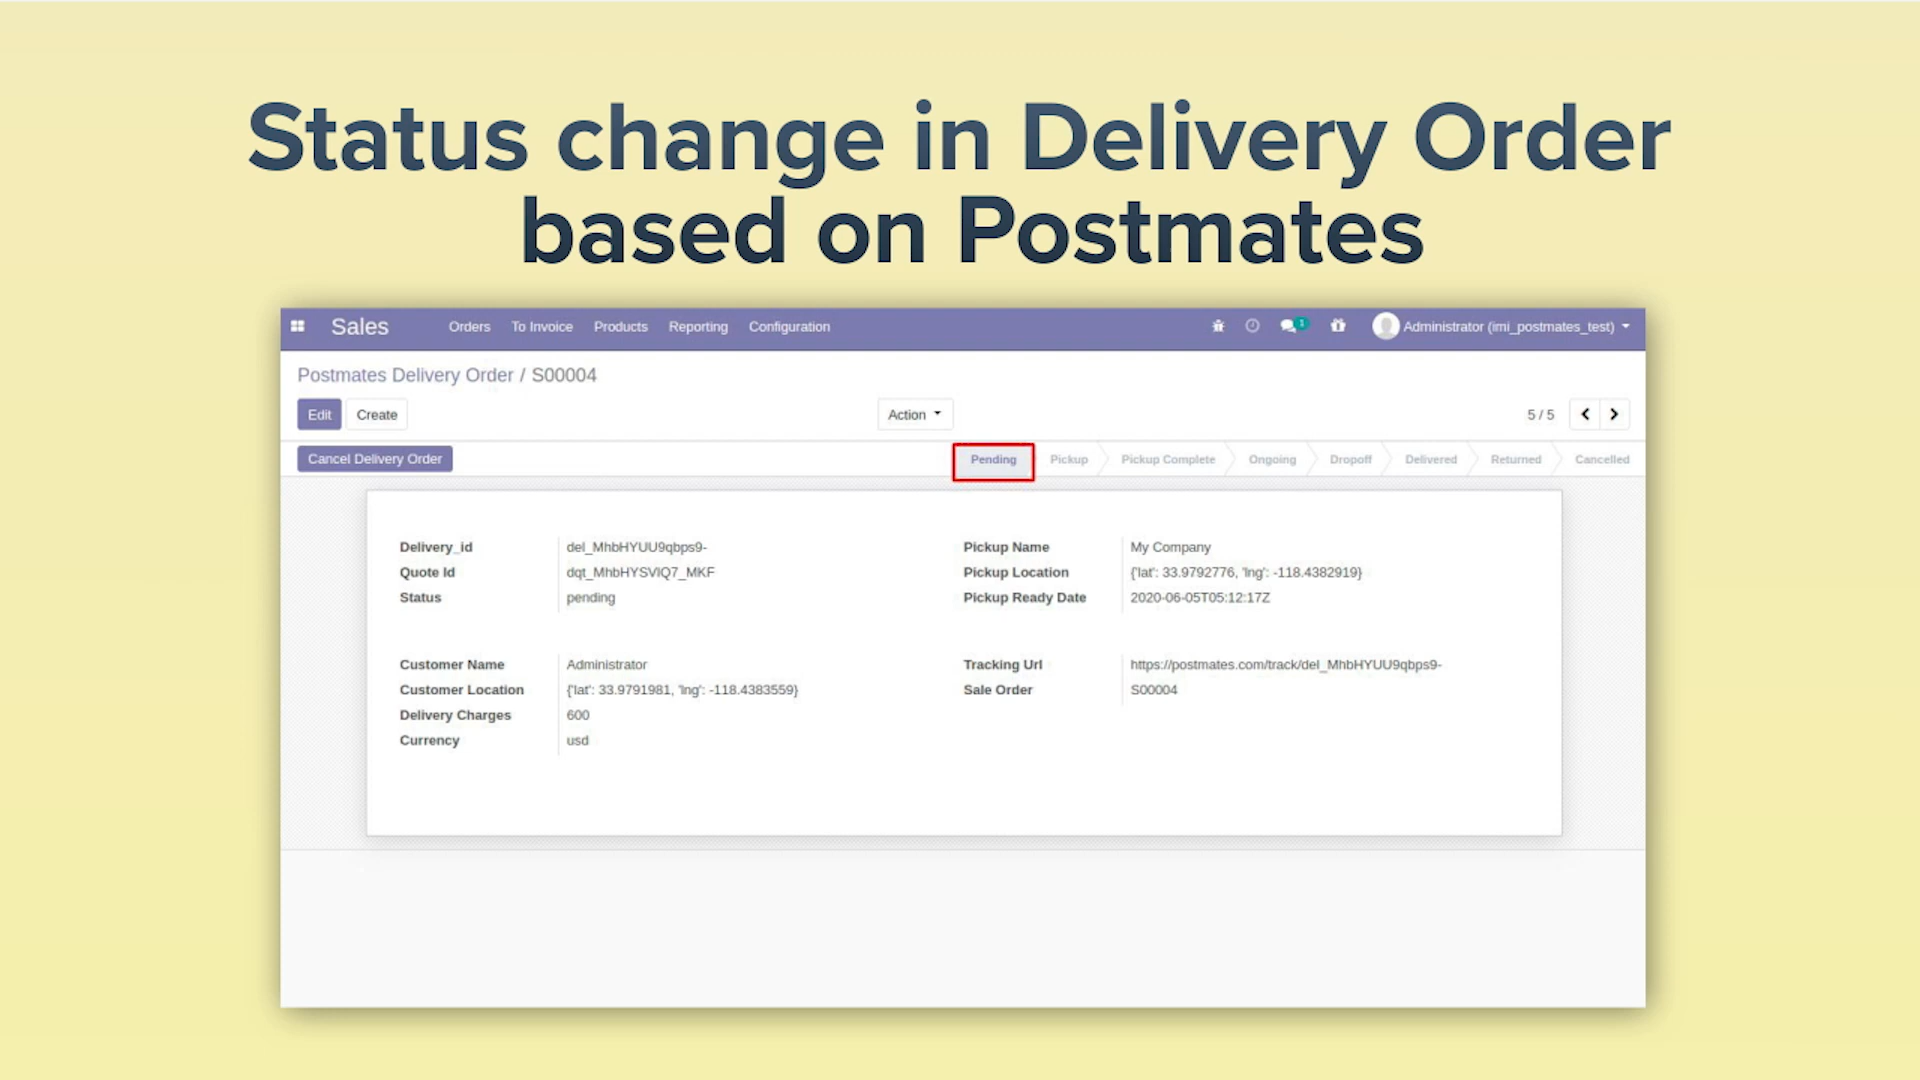 Status change in Delivery Order
based on Postmates
Sales Orders To Invoice Products Reporting Configuration 1 Administrator (imi_postmates_test)
Postmates Delivery Order / S00004
Edit Create Action 5 / 5
Cancel Delivery Order Pending Pickup Pickup Complete Ongoing Dropoff Delivered Returned Cancelled
Delivery_id del_MhbHYUU9qbps9- Pickup Name My Company
Quote Id dqt_MhbHYSVlQ7_MKF Pickup Location {'lat': 33.9792776, 'lng': -118.4382919}
Status pending Pickup Ready Date 2020-06-05T05:12:17Z
Customer Name Administrator Tracking Url https://postmates.com/track/del_MhbHYUU9qbps9-
Customer Location {'lat': 33.9791981, 'lng': -118.4383559} Sale Order S00004
Delivery Charges 600
Currency usd